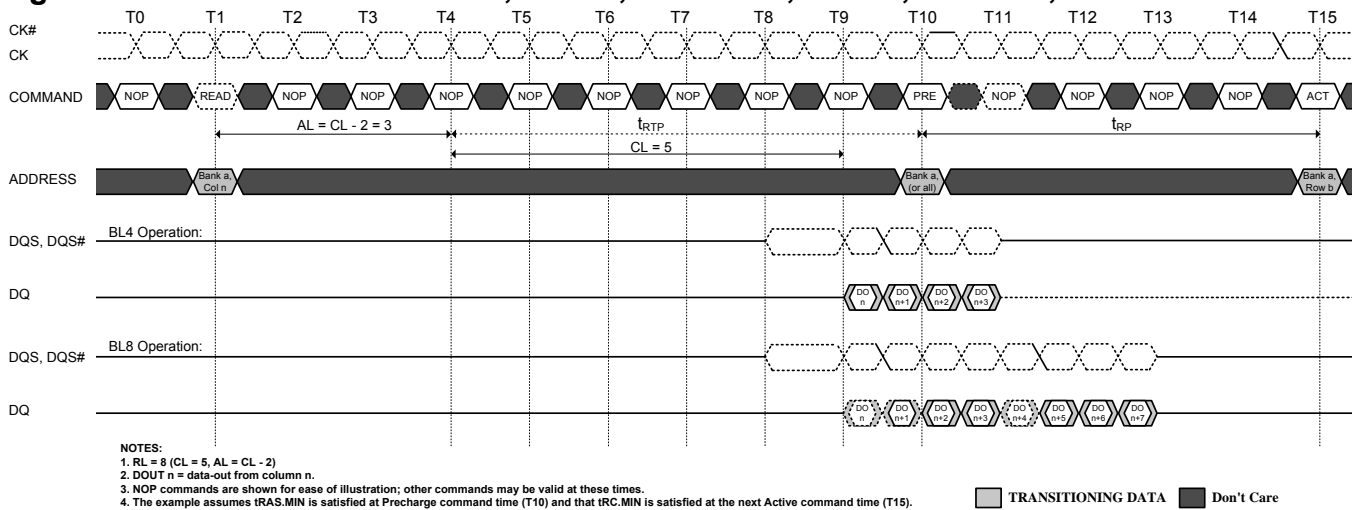 T0 T1 T2 T3 T4 T5 T6 T7 T8 T9 T10 T11 T12 T13 T14 T15
CK#
CK
COMMAND NOP READ NOP NOP NOP NOP NOP NOP NOP NOP PRE NOP NOP NOP NOP ACT
AL = CL - 2 = 3 tRTP tRP
CL = 5
ADDRESS Bank a, Col n Bank a, (or all) Bank a, Row b
DQS, DQS# BL4 Operation:
DQ DO n DO n+1 DO n+2 DO n+3
DQS, DQS# BL8 Operation:
DQ DO n DO n+1 DO n+2 DO n+3 DO n+4 DO n+5 DO n+6 DO n+7
NOTES:
1. RL = 8 (CL = 5, AL = CL - 2)
2. DOUT n = data-out from column n.
3. NOP commands are shown for ease of illustration; other commands may be valid at these times.
4. The example assumes tRAS.MIN is satisfied at Precharge command time (T10) and that tRC.MIN is satisfied at the next Active command time (T15).
TRANSITIONING DATA Don't Care